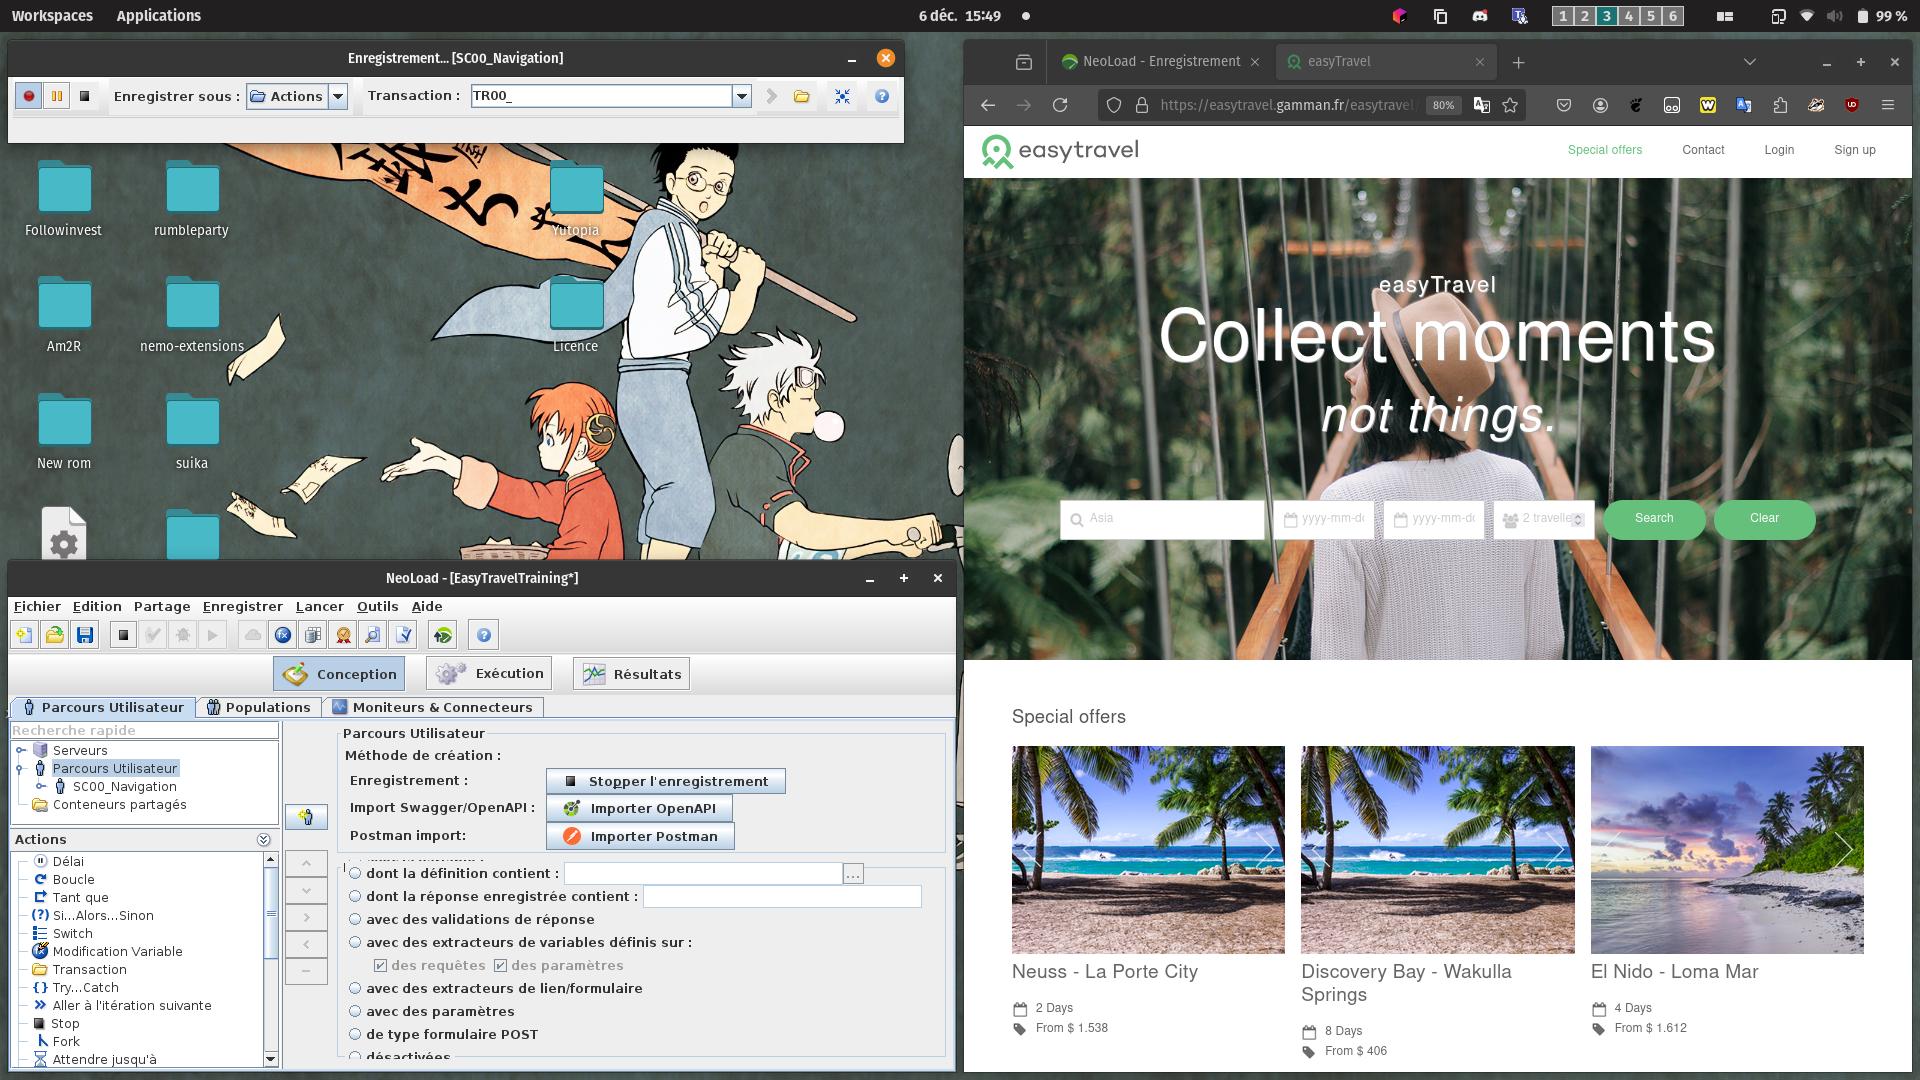 Workspaces Applications 6 déc. 15:49 1 2 3 4 5 6 99 %
Enregistrement... [SC00_Navigation]
Enregistrer sous : Actions Transaction : TR00_
Followinvest rumbleparty Yutopia
Am2R nemo-extensions Licence
New rom suika
NeoLoad - [EasyTravelTraining*]
Fichier Edition Partage Enregistrer Lancer Outils Aide
Conception Exécution Résultats
Parcours Utilisateur Populations Moniteurs & Connecteurs
Recherche rapide
Serveurs
Parcours Utilisateur
SC00_Navigation
Conteneurs partagés
Actions
Délai
Boucle
Tant que
Si...Alors...Sinon
Switch
Modification Variable
Transaction
Try...Catch
Aller à l'itération suivante
Stop
Fork
Attendre jusqu'à
Parcours Utilisateur
Méthode de création :
Enregistrement : Stopper l'enregistrement
Import Swagger/OpenAPI : Importer OpenAPI
Postman import: Importer Postman
dont la définition contient : ...
dont la réponse enregistrée contient :
avec des validations de réponse
avec des extracteurs de variables définis sur :
des requêtes des paramètres
avec des extracteurs de lien/formulaire
avec des paramètres
de type formulaire POST
désactivées
NeoLoad - Enregistrement easyTravel
https://easytravel.gamman.fr/easytravel/ 80%
easytravel Special offers Contact Login Sign up
easyTravel
Collect moments
not things.
Asia yyyy-mm-dd yyyy-mm-dd 2 travelle Search Clear
Special offers
Neuss - La Porte City
2 Days
From $ 1.538
Discovery Bay - Wakulla
Springs
8 Days
From $ 406
El Nido - Loma Mar
4 Days
From $ 1.612